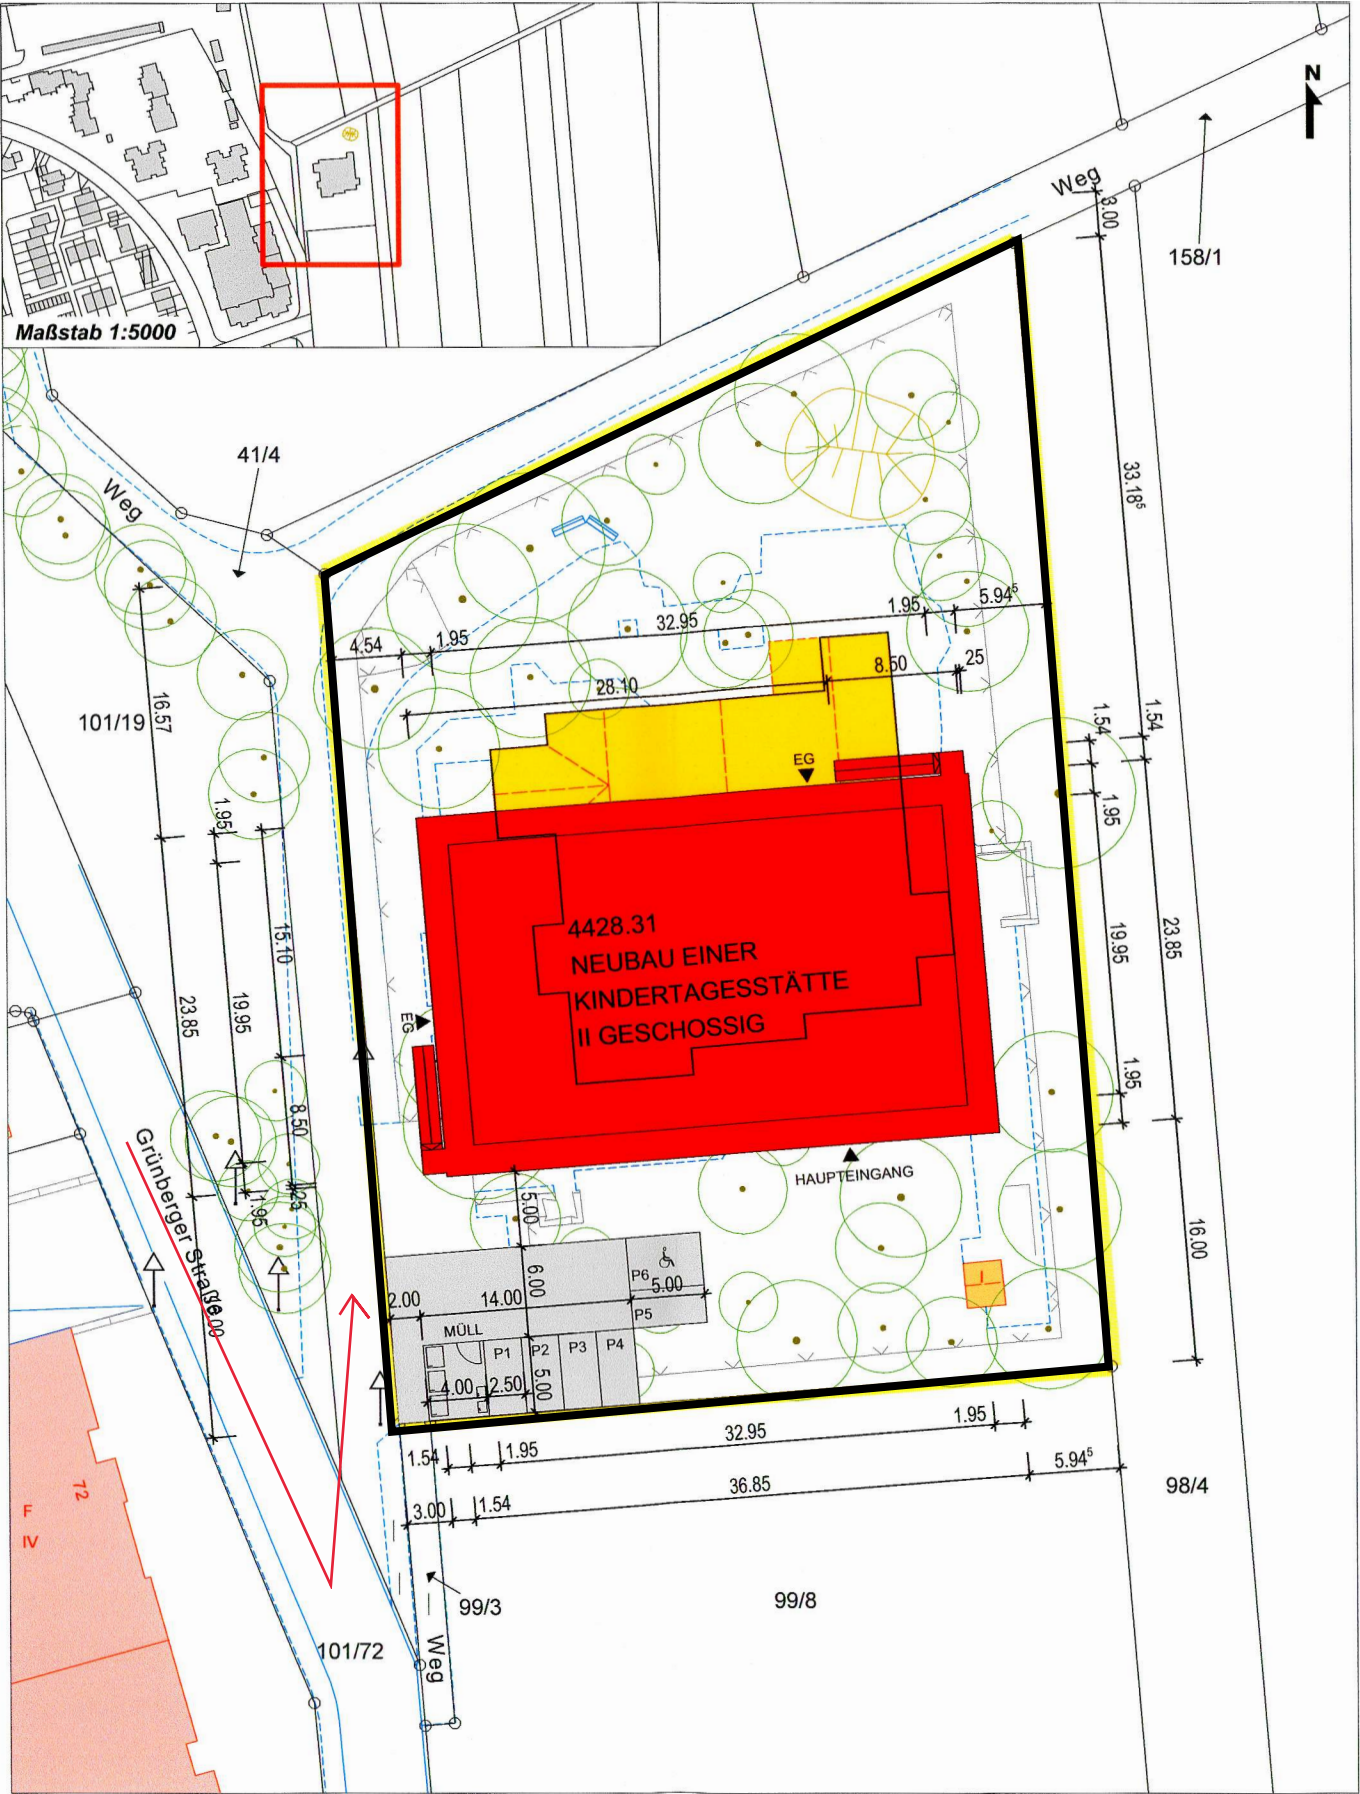 Maßstab 1:5000
N
Weg
3.00
158/1
41/4
Weg
33.18⁵
4.54
1.95
32.95
1.95
5.94⁵
28.10
8.50
25
101/19
16.57
1.54
1.54
EG
1.95
1.95
4428.31
NEUBAU EINER
KINDERTAGESSTÄTTE
II GESCHOSSIG
15.10
19.95
23.85
19.95
23.85
EG
1.95
8.50
25
1.95
HAUPTEINGANG
Grünberger Straße
16.00
5.00
6.00
P6
5.00
2.00
14.00
P5
MÜLL
P1
P2
P3
P4
4.00
2.50
5.00
1.54
1.95
32.95
1.95
5.94⁵
36.85
3.00
1.54
98/4
72
F
IV
99/3
99/8
101/72
Weg